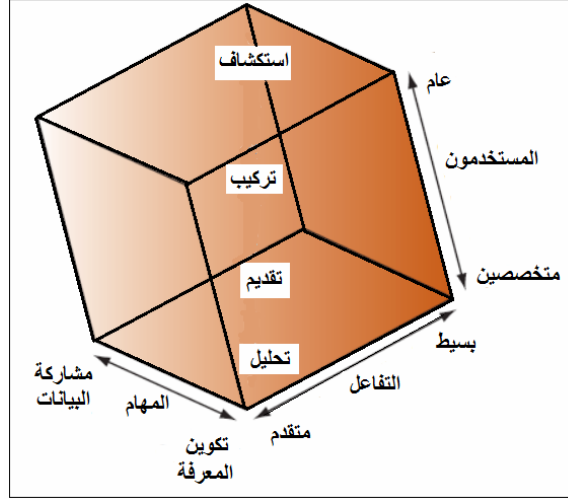 استكشاف
عام
المستخدمون
تركيب
متخصصين
تقديم
بسيط
تحليل
مشاركة
البيانات
التفاعل
المهام
متقدم
تكوين
المعرفة